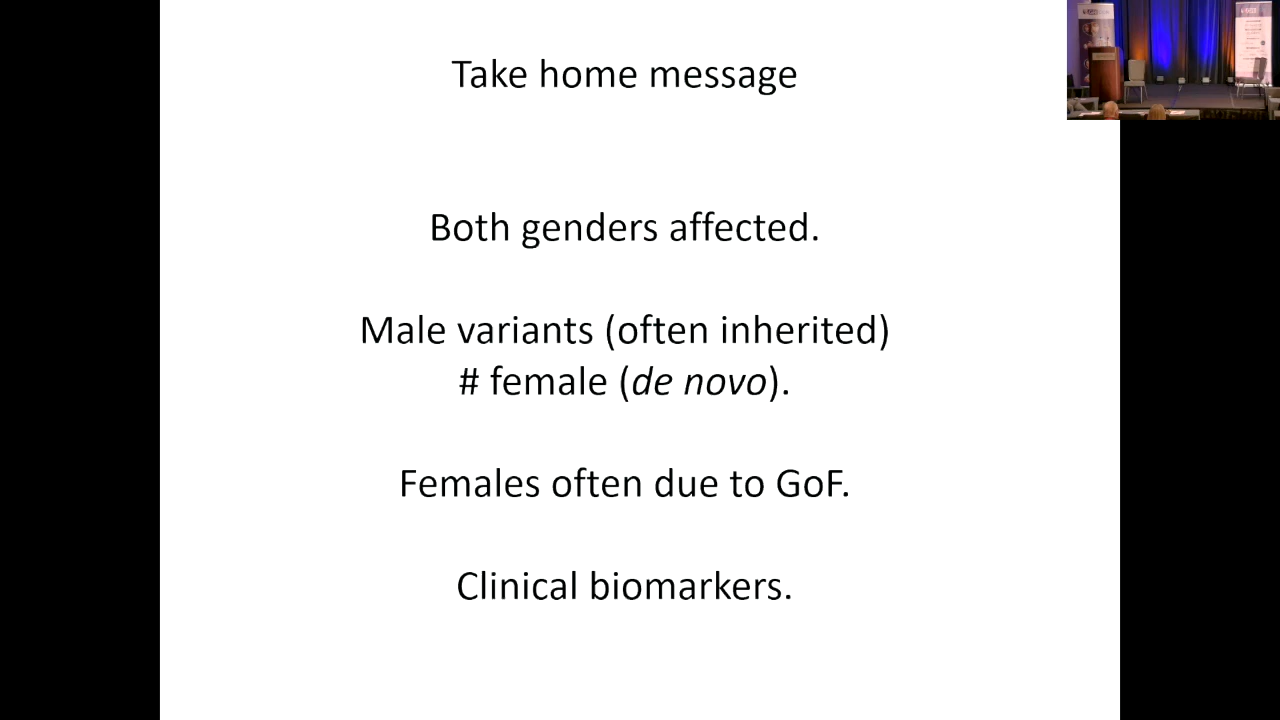 Take home message
Both genders affected.
Male variants (often inherited)
# female (de novo).
Females often due to GoF.
Clinical biomarkers.